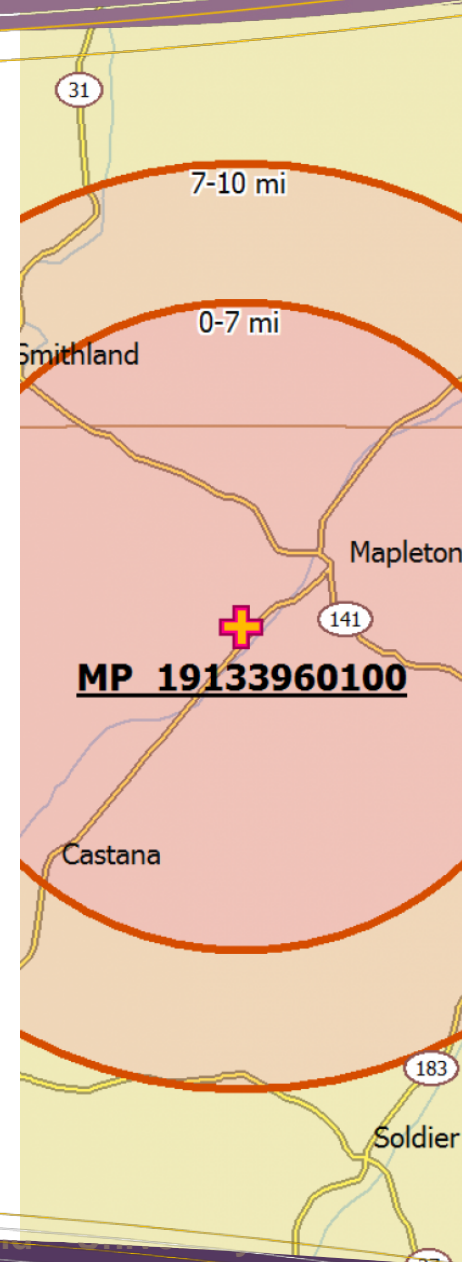 31
7-10 mi
0-7 mi
Smithland
Mapleton
141
MP 19133960100
Castana
183
Soldier